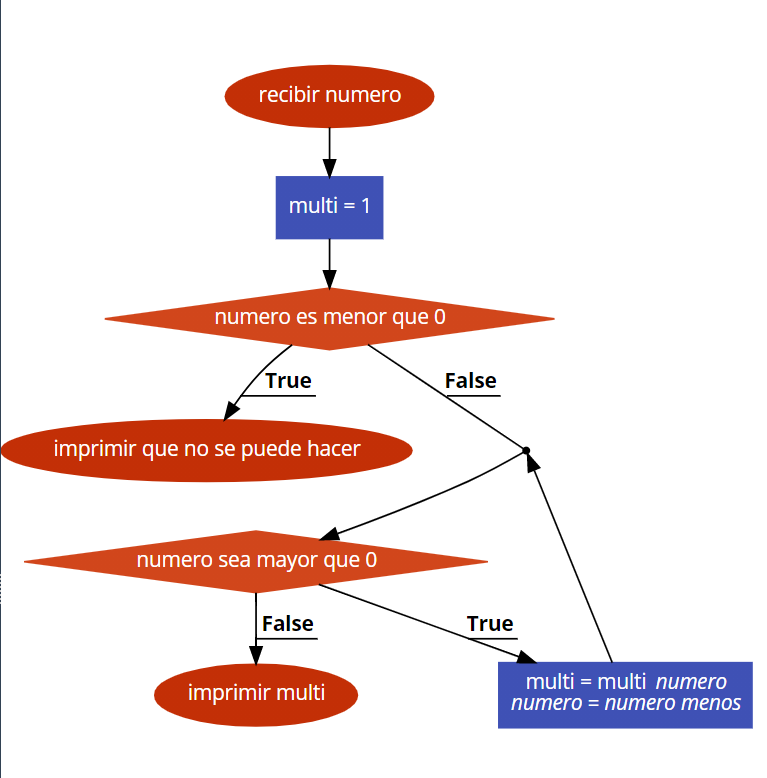 recibir numero
multi = 1
numero es menor que 0
True
False
imprimir que no se puede hacer
numero sea mayor que 0
False
True
imprimir multi
multi = multi numero
numero = numero menos